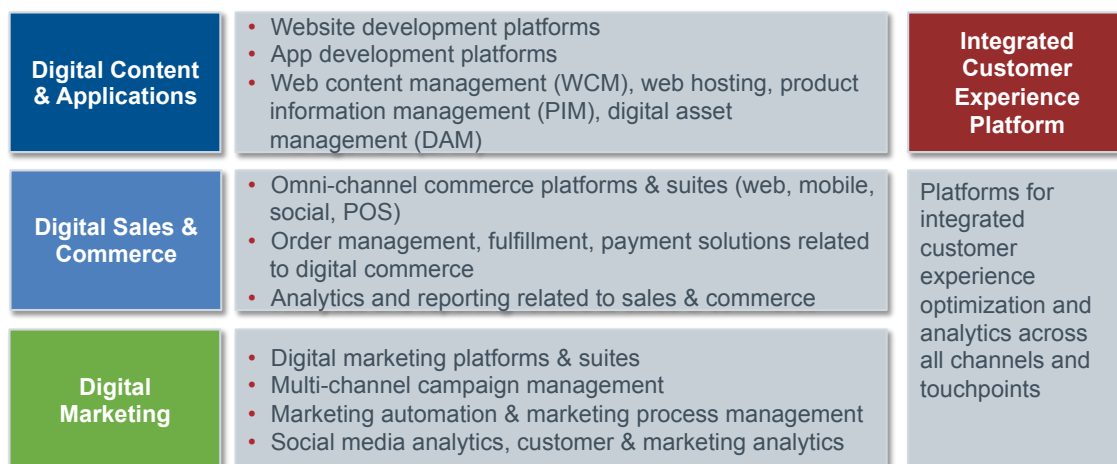 Digital Content
& Applications
• Website development platforms
• App development platforms
• Web content management (WCM), web hosting, product
information management (PIM), digital asset
management (DAM)
Digital Sales &
Commerce
• Omni-channel commerce platforms & suites (web, mobile,
social, POS)
• Order management, fulfillment, payment solutions related
to digital commerce
• Analytics and reporting related to sales & commerce
Digital
Marketing
• Digital marketing platforms & suites
• Multi-channel campaign management
• Marketing automation & marketing process management
• Social media analytics, customer & marketing analytics
Integrated
Customer
Experience
Platform
Platforms for
integrated
customer
experience
optimization and
analytics across
all channels and
touchpoints